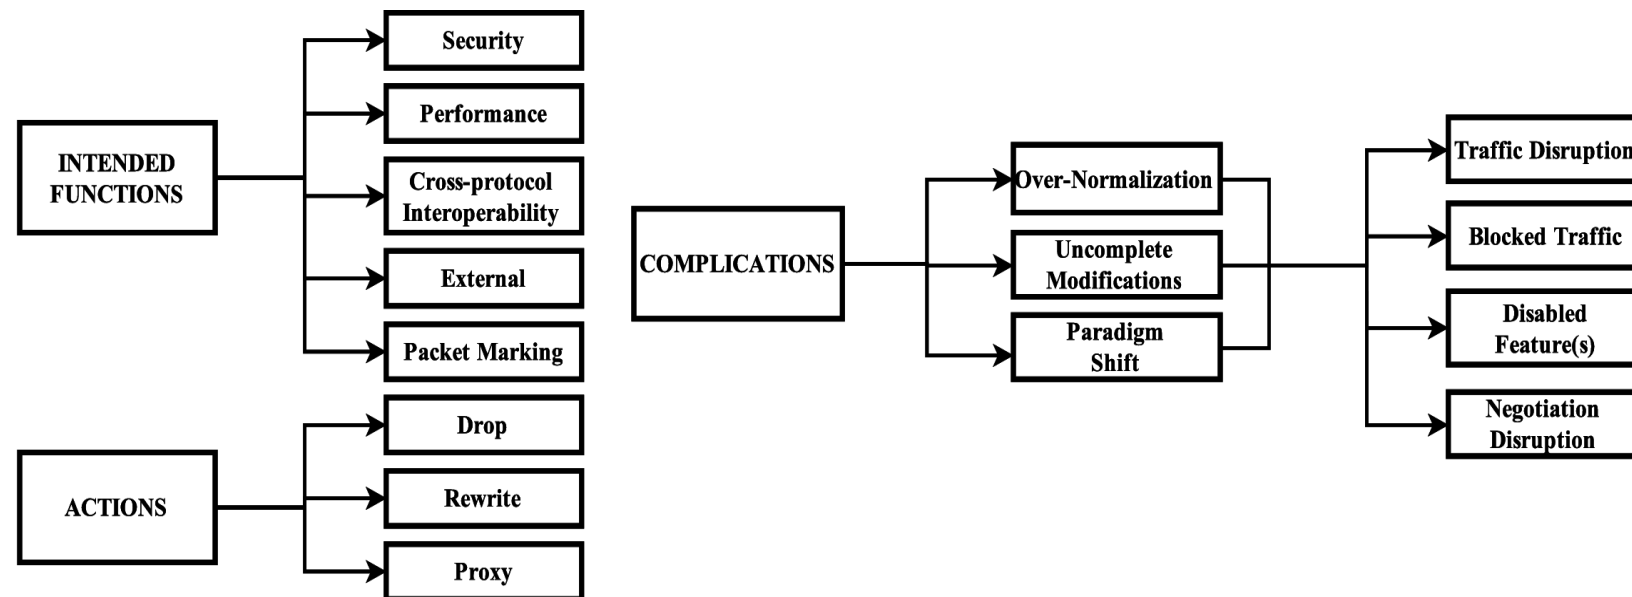 INTENDED
FUNCTIONS
Security
Performance
Cross-protocol
Interoperability
External
Packet Marking
ACTIONS
Drop
Rewrite
Proxy
COMPLICATIONS
Over-Normalization
Uncomplete
Modifications
Paradigm
Shift
Traffic Disruption
Blocked Traffic
Disabled
Feature(s)
Negotiation
Disruption